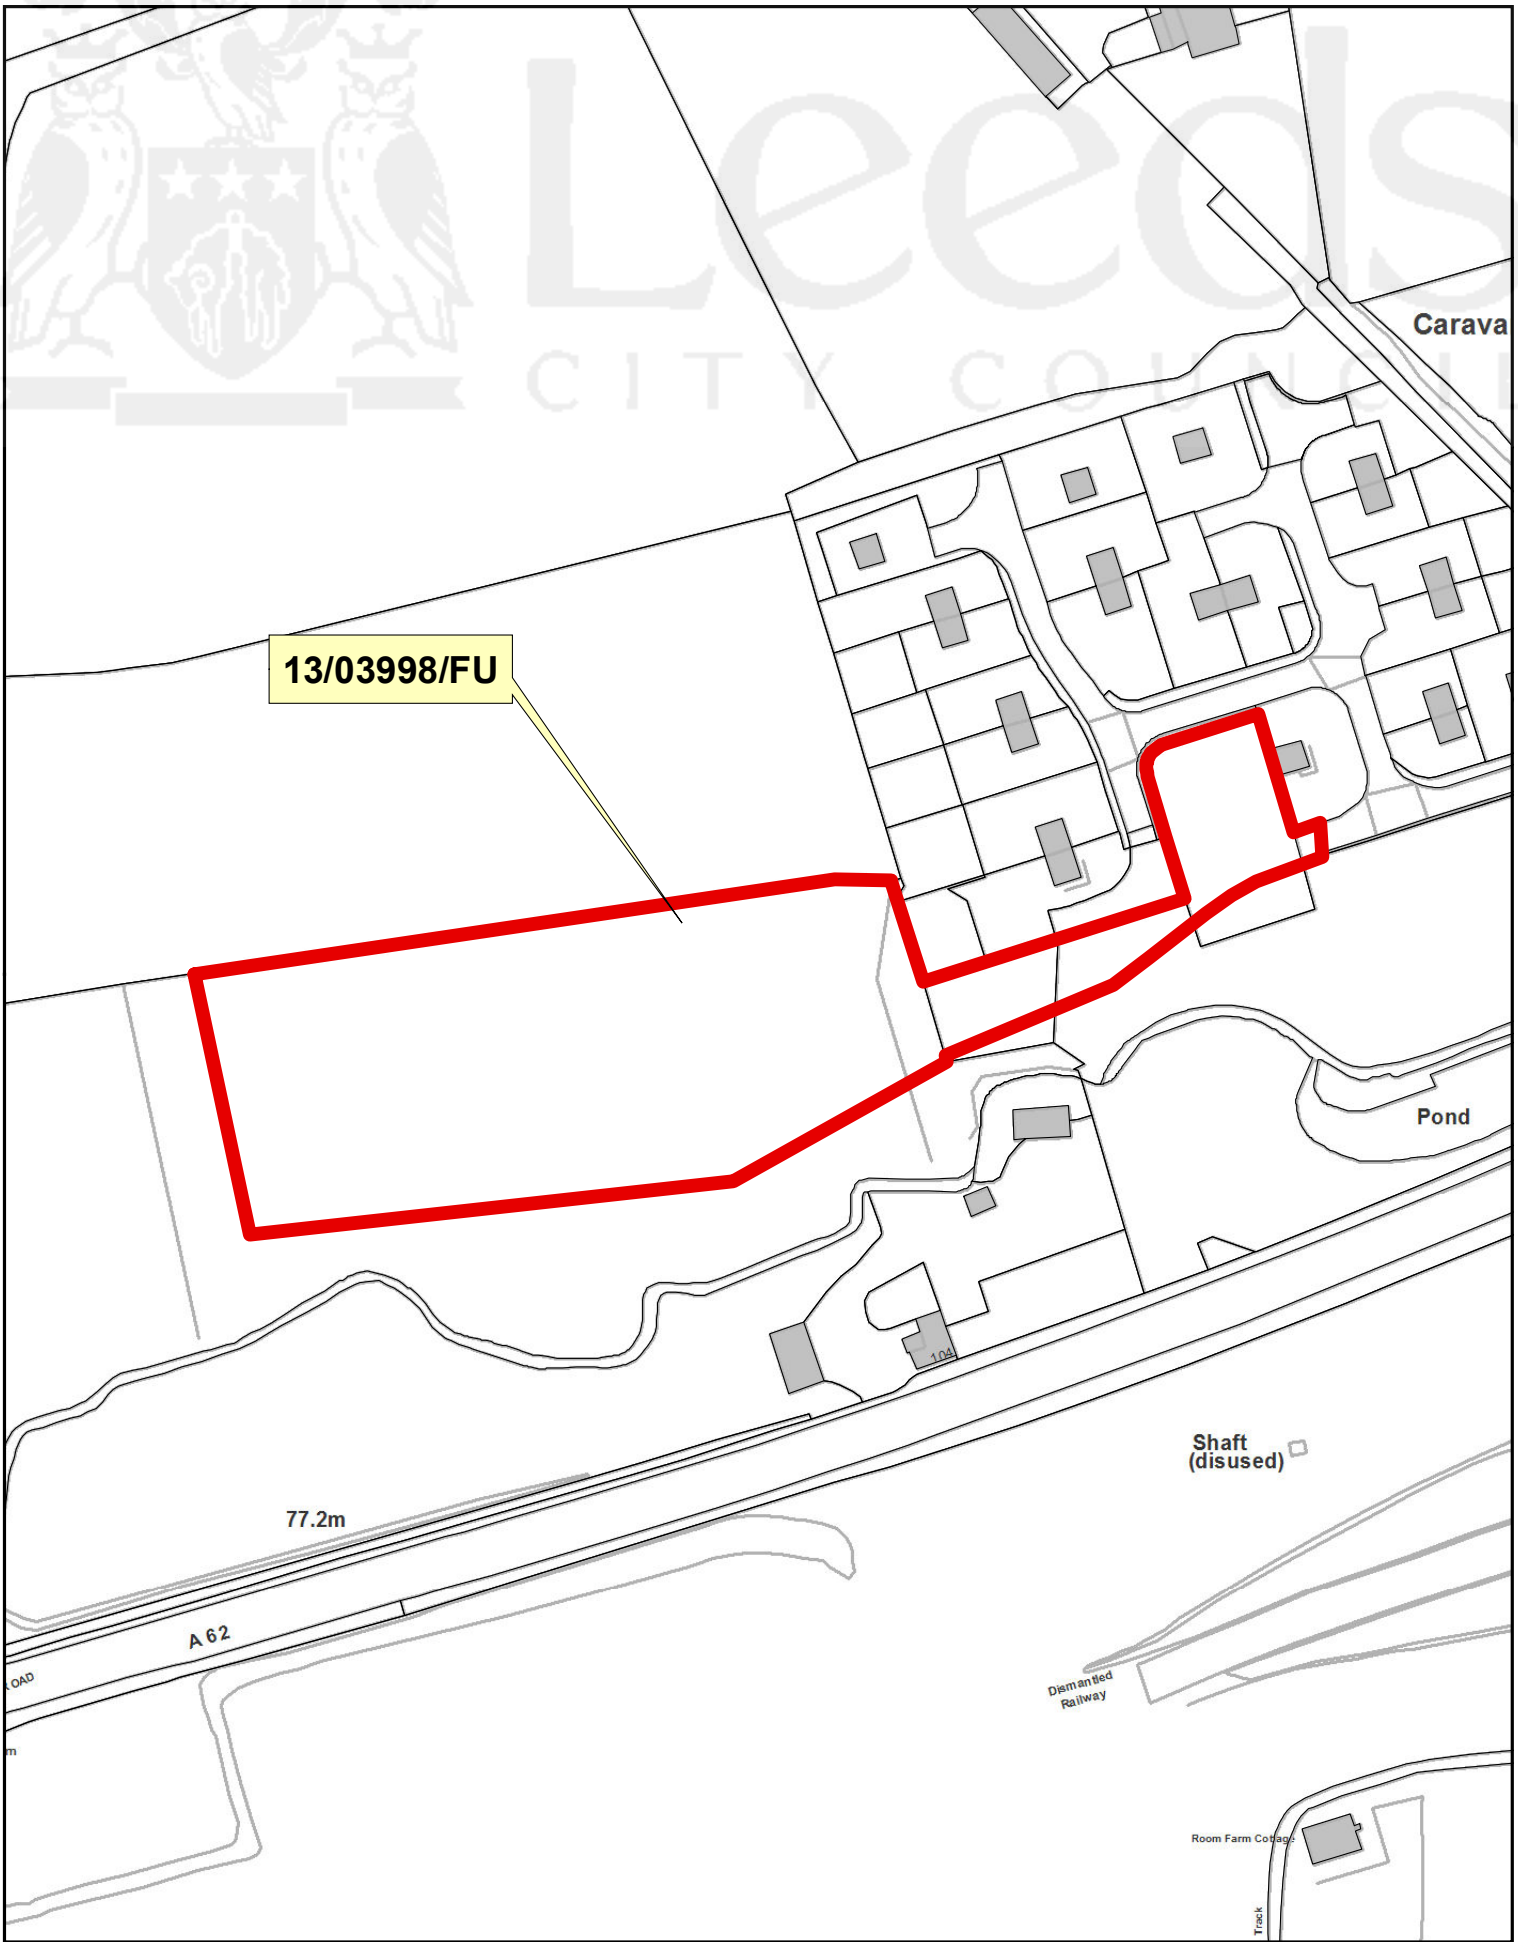 Leeds
CITY COUNCIL
Carava
13/03998/FU
Pond
104
Shaft
(disused)
77.2m
A 62
OAD
Dismantled
Railway
m
Room Farm Cottage
Track